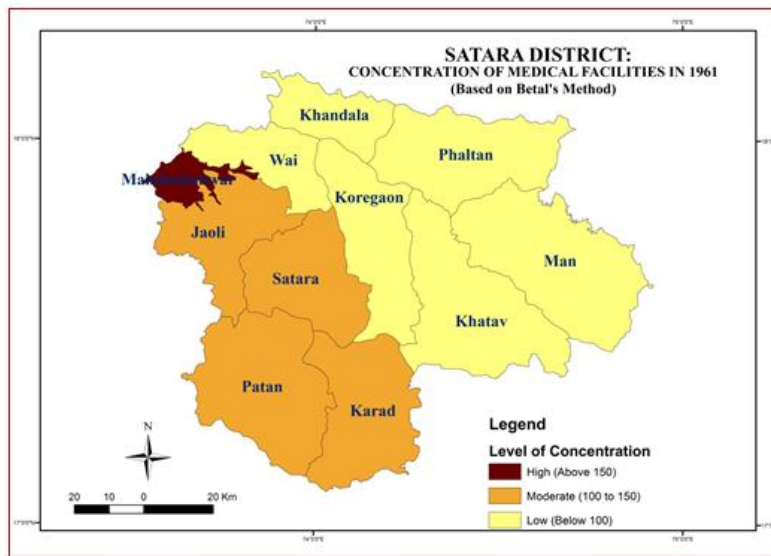 SATARA DISTRICT:
CONCENTRATION OF MEDICAL FACILITIES IN 1961
(Based on Betal's Method)
Khandala
Phaltan
Wai
Koregaon
Jaoli
Man
Satara
Khatav
Patan
Karad
N
20 10 0 20 Km
Legend
Level of Concentration
High (Above 150)
Moderate (100 to 150)
Low (Below 100)